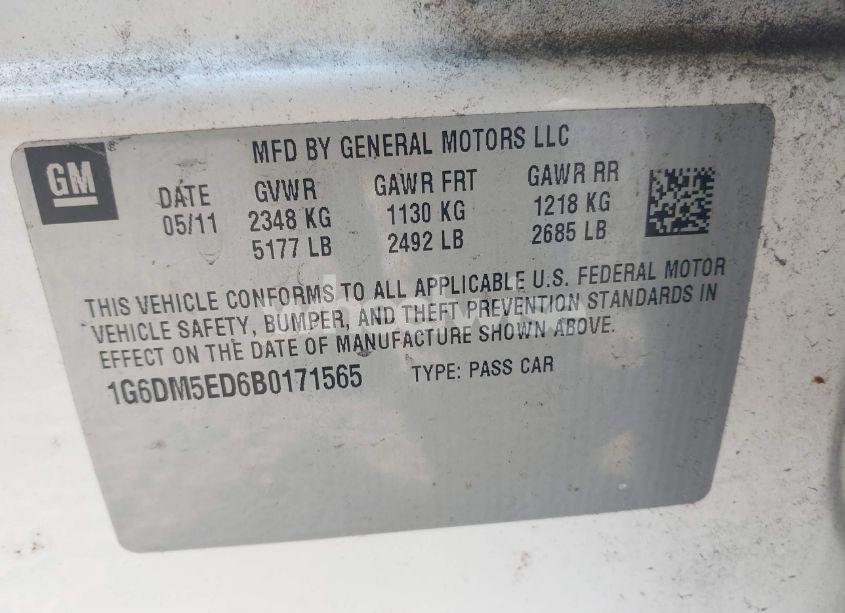 GM
MFD BY GENERAL MOTORS LLC
DATE GVWR GAWR FRT GAWR RR
05/11 2348 KG 1130 KG 1218 KG
5177 LB 2492 LB 2685 LB
THIS VEHICLE CONFORMS TO ALL APPLICABLE U.S. FEDERAL MOTOR
VEHICLE SAFETY, BUMPER, AND THEFT PREVENTION STANDARDS IN
EFFECT ON THE DATE OF MANUFACTURE SHOWN ABOVE.
1G6DM5ED6B0171565 TYPE: PASS CAR